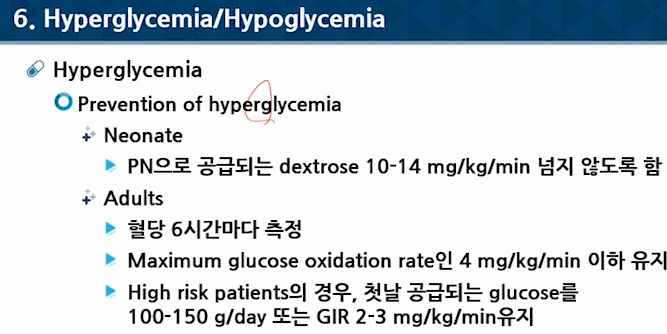 6. Hyperglycemia/Hypoglycemia
Hyperglycemia
Prevention of hyperglycemia
Neonate
PN으로 공급되는 dextrose 10-14 mg/kg/min 넘지 않도록 함
Adults
혈당 6시간마다 측정
Maximum glucose oxidation rate인 4 mg/kg/min 이하 유지
High risk patients의 경우, 첫날 공급되는 glucose를
100-150 g/day 또는 GIR 2-3 mg/kg/min유지